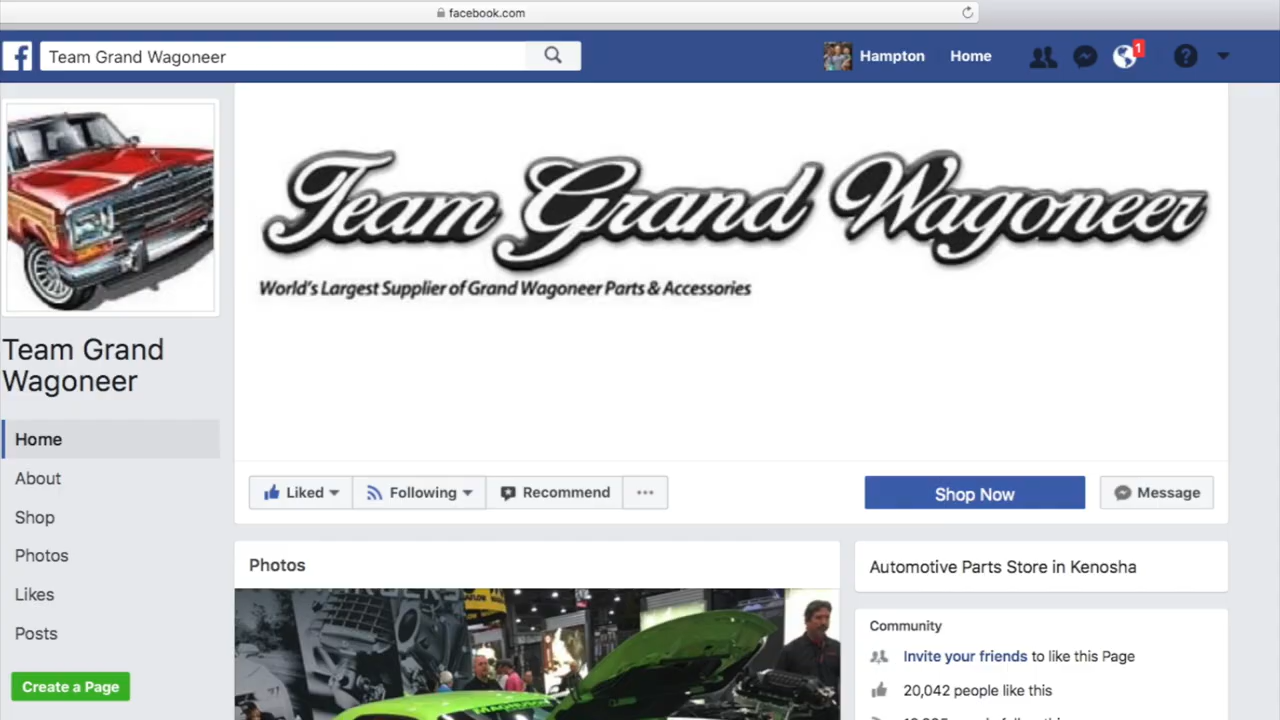 facebook.com
Team Grand Wagoneer
Hampton
Home
1
?
Team Grand Wagoneer
World's Largest Supplier of Grand Wagoneer Parts & Accessories
Team Grand
Wagoneer
Home
About
Shop
Photos
Likes
Posts
Create a Page
Liked
Following
Recommend
...
Shop Now
Message
Photos
Automotive Parts Store in Kenosha
Community
Invite your friends to like this Page
20,042 people like this